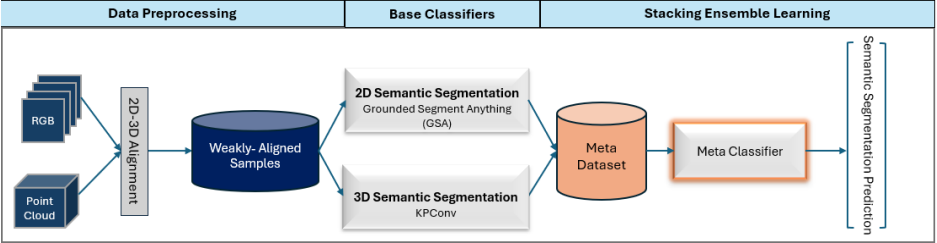 Data Preprocessing
Base Classifiers
Stacking Ensemble Learning
RGB
Point
Cloud
2D-3D Alignment
Weakly- Aligned
Samples
2D Semantic Segmentation
Grounded Segment Anything
(GSA)
3D Semantic Segmentation
KPConv
Meta
Dataset
Meta Classifier
Semantic Segmentation Prediction